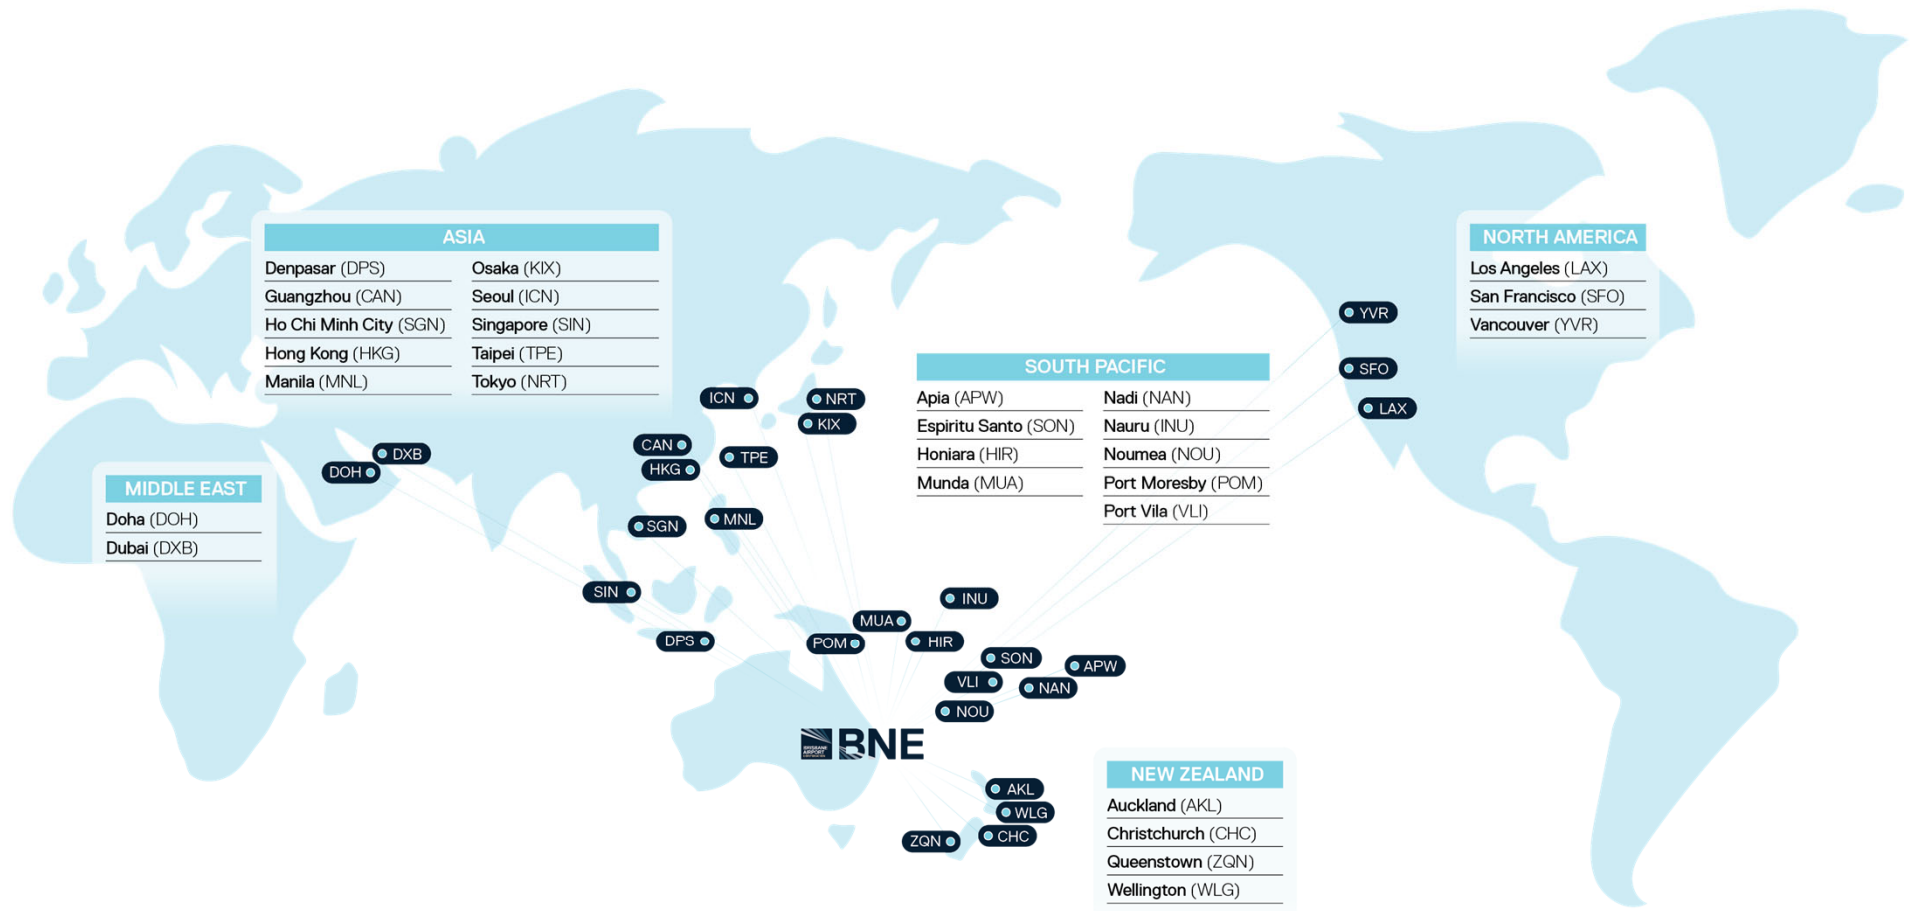 ASIA
Denpasar (DPS)
Guangzhou (CAN)
Ho Chi Minh City (SGN)
Hong Kong (HKG)
Manila (MNL)
Osaka (KIX)
Seoul (ICN)
Singapore (SIN)
Taipei (TPE)
Tokyo (NRT)
NORTH AMERICA
Los Angeles (LAX)
San Francisco (SFO)
Vancouver (YVR)
SOUTH PACIFIC
Apia (APW)
Espiritu Santo (SON)
Honiara (HIR)
Munda (MUA)
Nadi (NAN)
Nauru (INU)
Noumea (NOU)
Port Moresby (POM)
Port Vila (VLI)
MIDDLE EAST
Doha (DOH)
Dubai (DXB)
NEW ZEALAND
Auckland (AKL)
Christchurch (CHC)
Queenstown (ZQN)
Wellington (WLG)
YVR
SFO
LAX
ICN
NRT
KIX
CAN
HKG
TPE
DXB
DOH
SGN
MNL
SIN
DPS
INU
MUA
POM
HIR
SON
APW
VLI
NAN
NOU
BRISBANE
AIRPORT
BNE
AKL
WLG
CHC
ZQN